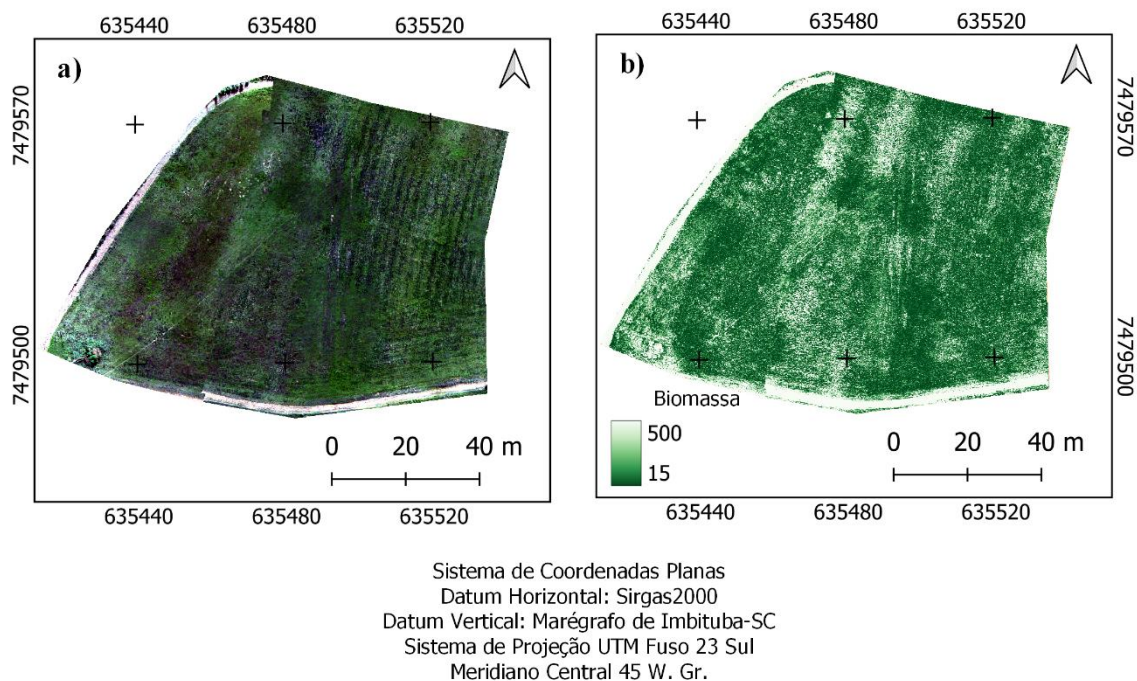 635440 635480 635520
a)
7479570
7479500
0 20 40 m
635440 635480 635520
635440 635480 635520
b)
7479570
7479500
Biomassa
500
15
0 20 40 m
635440 635480 635520
Sistema de Coordenadas Planas
Datum Horizontal: Sirgas2000
Datum Vertical: Marégrafo de Imbituba-SC
Sistema de Projeção UTM Fuso 23 Sul
Meridiano Central 45 W. Gr.